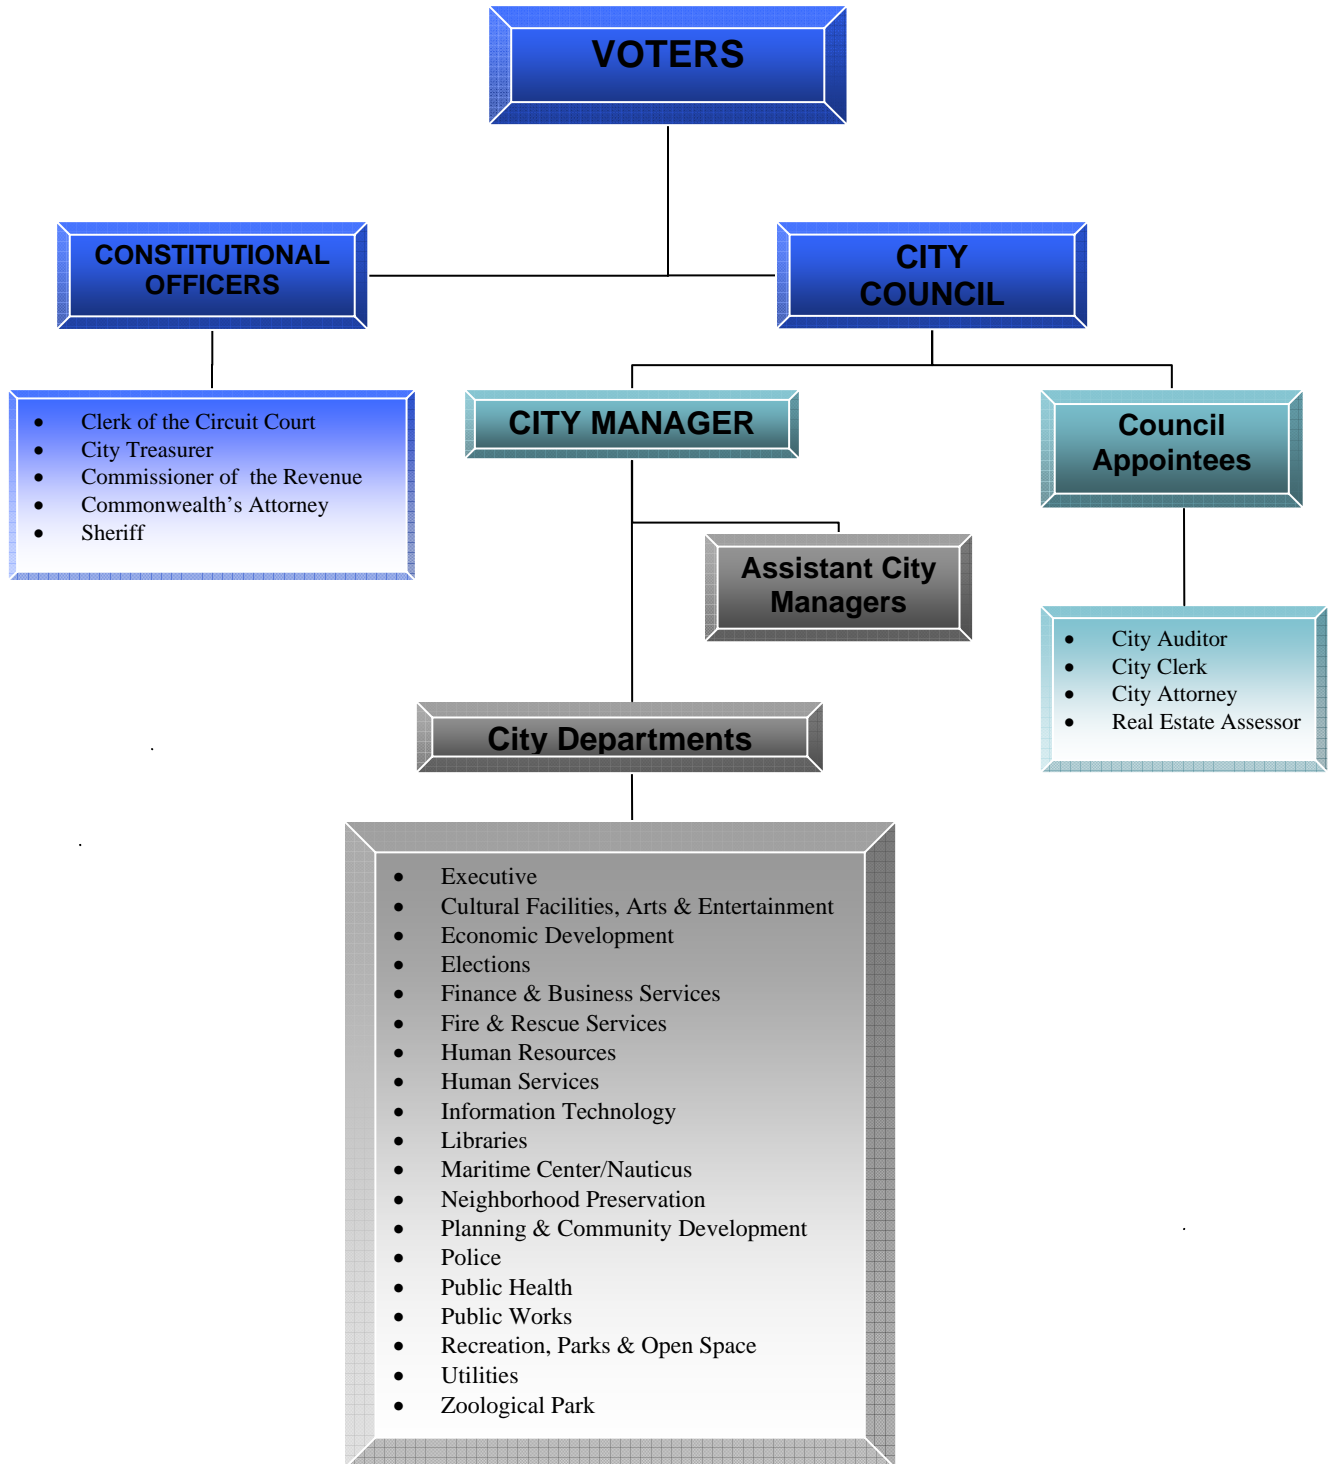 VOTERS
CONSTITUTIONAL
OFFICERS
CITY
COUNCIL
• Clerk of the Circuit Court
• City Treasurer
• Commissioner of  the Revenue
• Commonwealth’s Attorney
• Sheriff
CITY MANAGER
Council
Appointees
Assistant City
Managers
• City Auditor
• City Clerk
• City Attorney
• Real Estate Assessor
City Departments
• Executive
• Cultural Facilities, Arts & Entertainment
• Economic Development
• Elections
• Finance & Business Services
• Fire & Rescue Services
• Human Resources
• Human Services
• Information Technology
• Libraries
• Maritime Center/Nauticus
• Neighborhood Preservation
• Planning & Community Development
• Police
• Public Health
• Public Works
• Recreation, Parks & Open Space
• Utilities
• Zoological Park